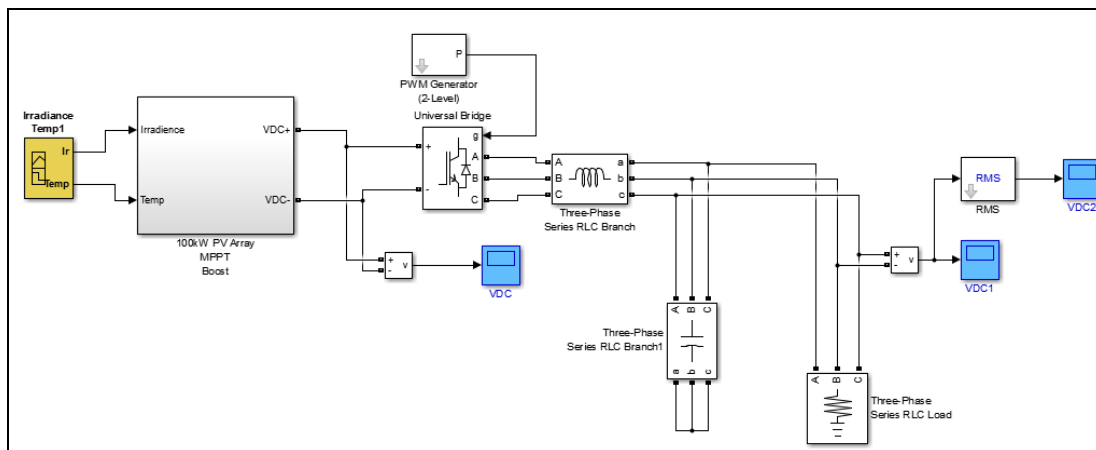 P
PWM Generator
(2-Level)
Universal Bridge
Irradiance
Temp1
Ir
Temp
Irradience
Temp
VDC+
VDC-
100kW PV Array
MPPT
Boost
+
-
g
A
B
C
A
B
C
a
b
c
Three-Phase
Series RLC Branch
+
-
v
VDC
RMS
RMS
VDC2
+
-
v
VDC1
A B C
Three-Phase
Series RLC Branch1
a b c
A B C
Three-Phase
Series RLC Load